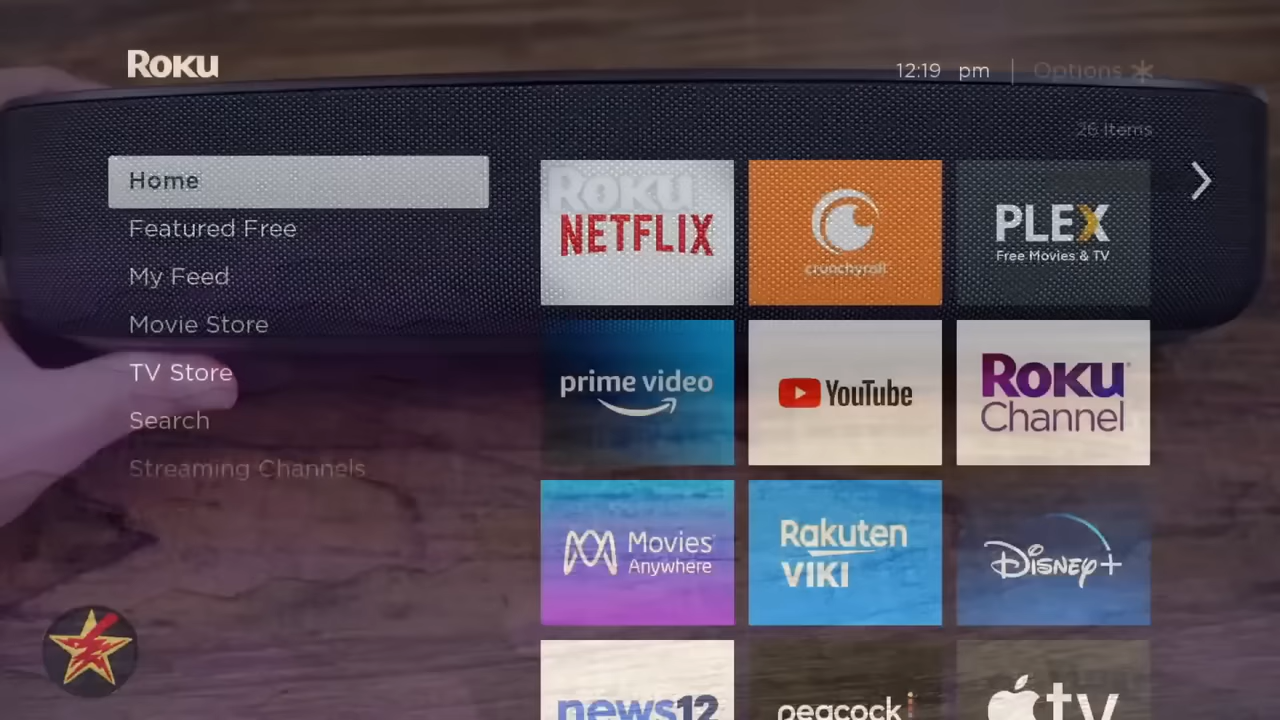 Roku
12:19 pm | Options *
26 items
Home
Featured Free
My Feed
Movie Store
TV Store
Search
Streaming Channels
Roku
NETFLIX
crunchyroll
PLEX
Free Movies & TV
prime video
YouTube
Roku
Channel
Movies
Anywhere
Rakuten
VIKI
Disney+
news12
peacock
tv